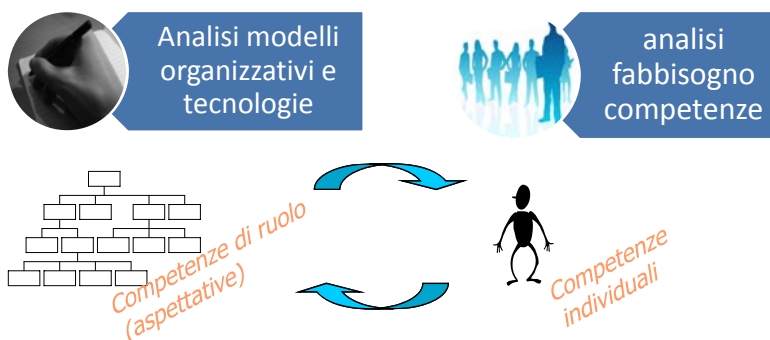 Analisi modelli
organizzativi e
tecnologie
analisi
fabbisogno
competenze
Competenze di ruolo
(aspettative)
Competenze
individuali